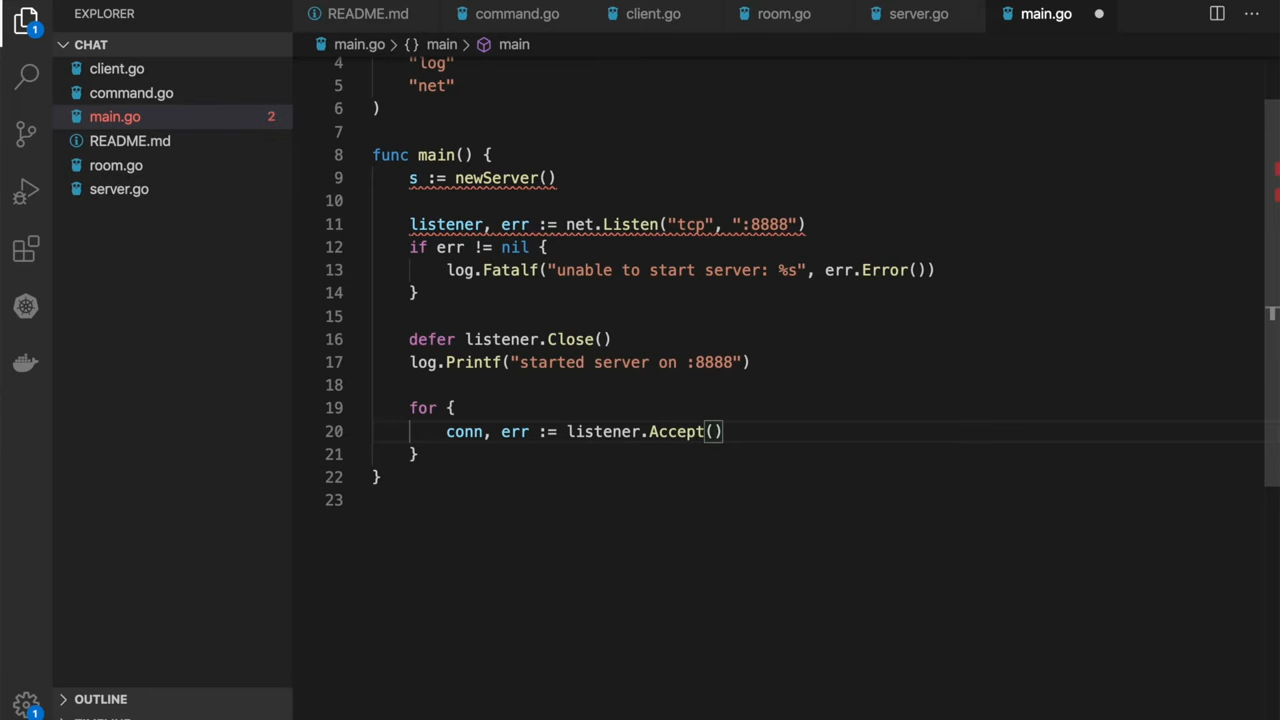 EXPLORER
README.md
command.go
client.go
room.go
server.go
main.go
1
CHAT
main.go > {} main > main
client.go
command.go
main.go 2
README.md
room.go
server.go
4 "log"
5 "net"
6 )
7
8 func main() {
9 s := newServer()
10
11 listener, err := net.Listen("tcp", ":8888")
12 if err != nil {
13 log.Fatalf("unable to start server: %s", err.Error())
14 }
15
16 defer listener.Close()
17 log.Printf("started server on :8888")
18
19 for {
20 conn, err := listener.Accept()
21 }
22 }
23
OUTLINE
1